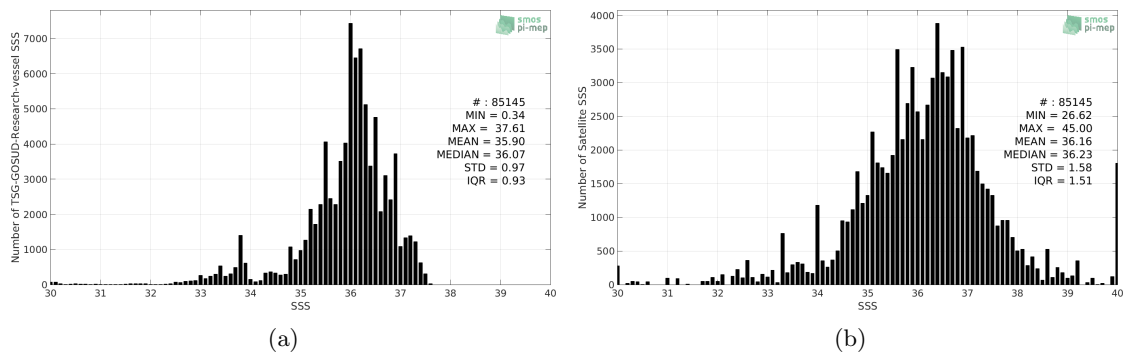 smos
pi-mep
Number of TSG-GOSUD-Research-vessel SSS
7000
6000
5000
4000
3000
2000
1000
0
# : 85145
MIN = 0.34
MAX = 37.61
MEAN = 35.90
MEDIAN = 36.07
STD = 0.97
IQR = 0.93
30 31 32 33 34 35 36 37 38 39 40
SSS
(a)
smos
pi-mep
Number of Satellite SSS
4000
3500
3000
2500
2000
1500
1000
500
0
# : 85145
MIN = 26.62
MAX = 45.00
MEAN = 36.16
MEDIAN = 36.23
STD = 1.58
IQR = 1.51
30 31 32 33 34 35 36 37 38 39 40
SSS
(b)